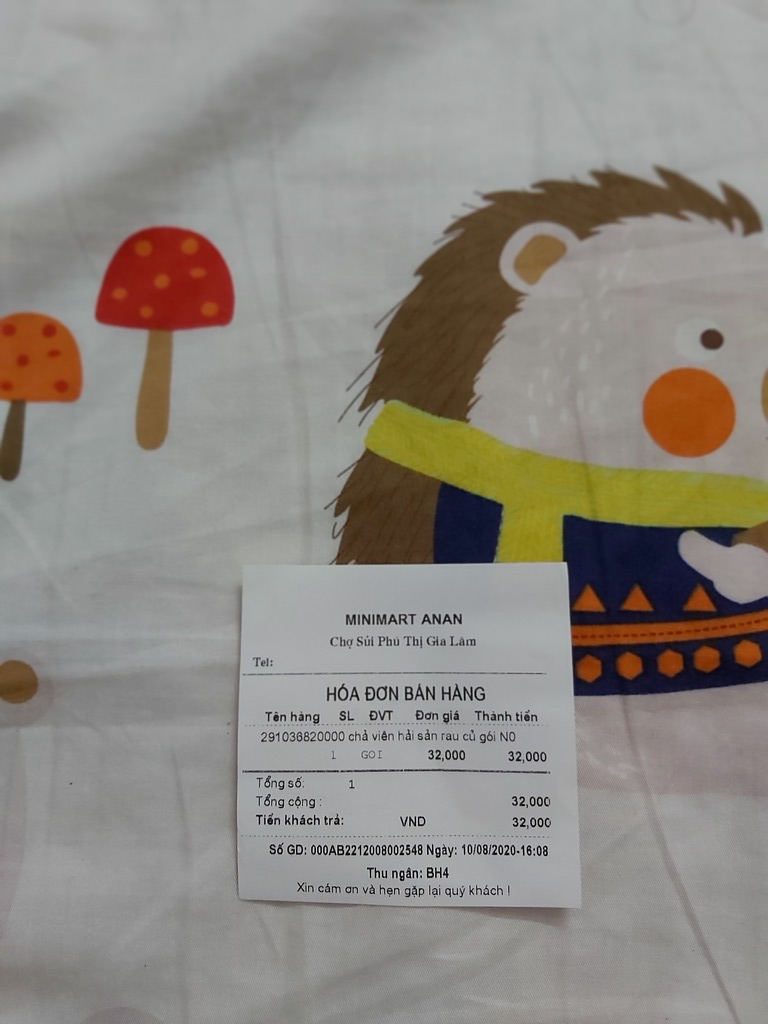 MINIMART ANAN
Chợ Sủi Phú Thị Gia Lâm
Tel:
HÓA ĐƠN BÁN HÀNG
Tên hàng SL ĐVT Đơn giá Thành tiền
291036820000 chả viên hải sản rau củ gói N0
1 GOI 32,000 32,000
Tổng số: 1
Tổng cộng : 32,000
Tiền khách trả: VND 32,000
Số GD: 000AB2212008002548 Ngày: 10/08/2020-16:08
Thu ngân: BH4
Xin cám ơn và hẹn gặp lại quý khách !